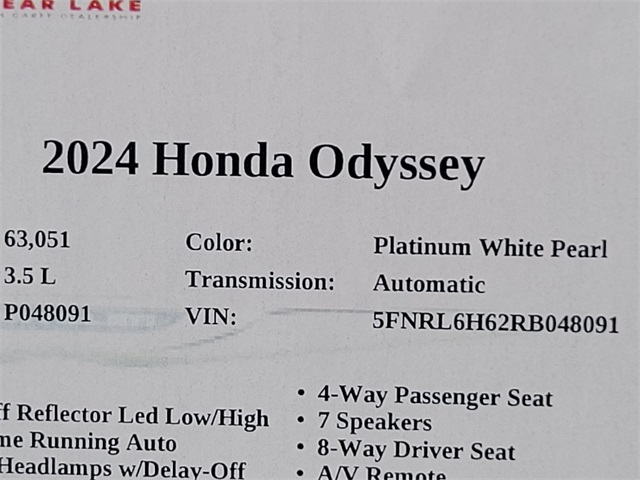 EAR LAKE
2024 Honda Odyssey
63,051 Color: Platinum White Pearl
3.5 L Transmission: Automatic
P048091 VIN: 5FNRL6H62RB048091
ff Reflector Led Low/High
me Running Auto
Headlamps w/Delay-Off
• 4-Way Passenger Seat
• 7 Speakers
• 8-Way Driver Seat
• A/V Remote